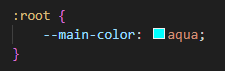 :root {
    --main-color: aqua;
}